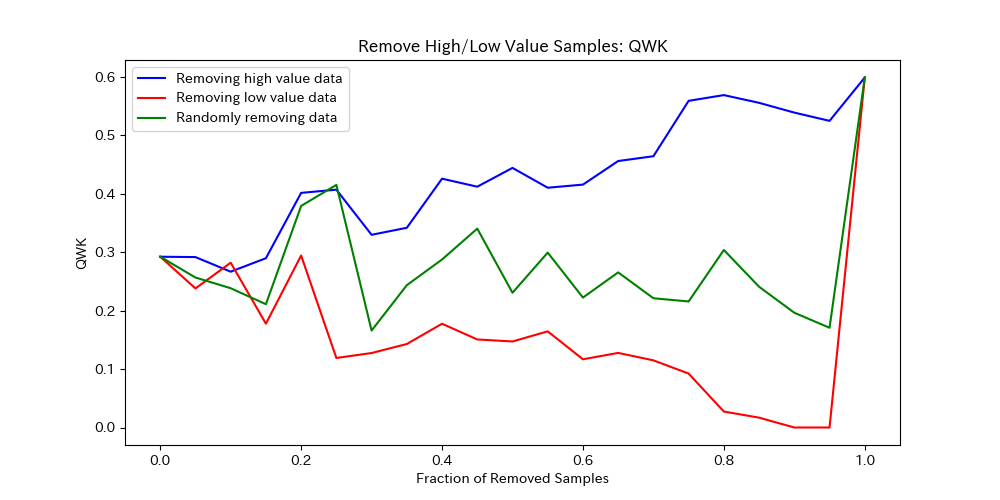 Remove High/Low Value Samples: QWK
Removing high value data
Removing low value data
Randomly removing data
QWK
0.6
0.5
0.4
0.3
0.2
0.1
0.0
0.0 0.2 0.4 0.6 0.8 1.0
Fraction of Removed Samples